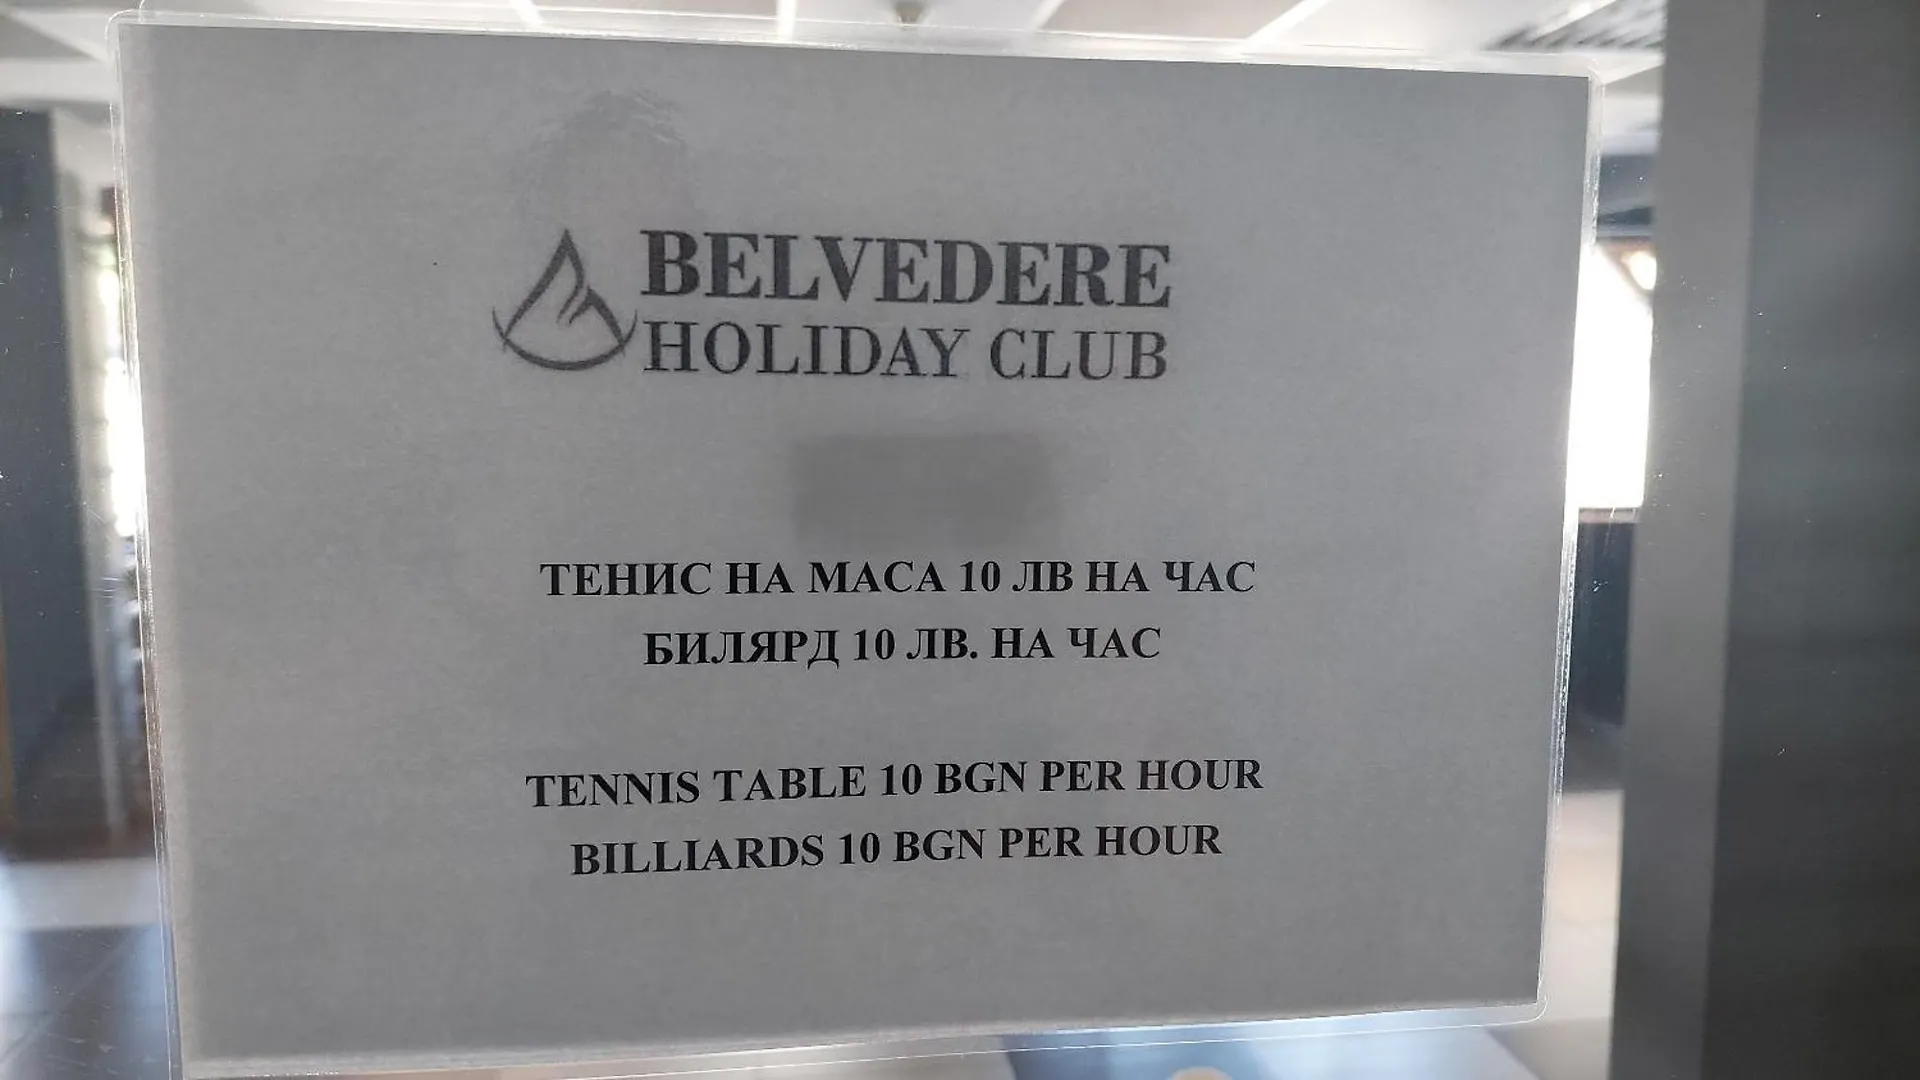 BELVEDERE
HOLIDAY CLUB
ТЕНИС НА МАСА 10 ЛВ НА ЧАС
БИЛЯРД 10 ЛВ. НА ЧАС
TENNIS TABLE 10 BGN PER HOUR
BILLIARDS 10 BGN PER HOUR